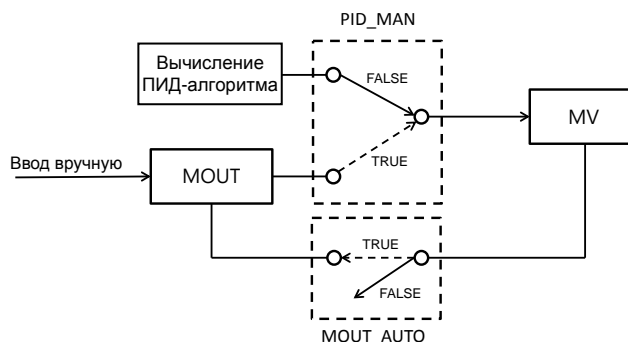 PID_MAN
Вычисление
ПИД-алгоритма
FALSE
MV
Ввод вручную
MOUT
TRUE
TRUE
FALSE
MOUT_AUTO